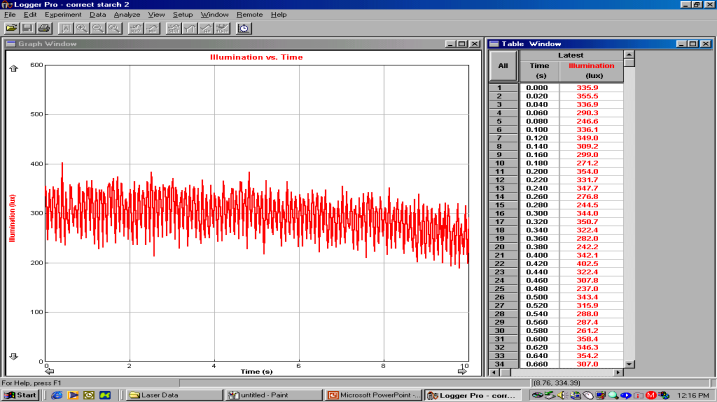 Logger Pro - correct starch 2
File Edit Experiment Data Analyze View Setup Window Remote Help
Graph Window
Illumination vs. Time
600
500
400
300
200
100
0
Illumination (lux)
0 2 4 6 8 10
Time (s)
Table Window
All
Latest
Time Illumination
(s) (lux)
1 0.000 335.9
2 0.020 355.5
3 0.040 336.9
4 0.060 290.3
5 0.080 246.6
6 0.100 336.1
7 0.120 349.0
8 0.140 309.2
9 0.160 299.0
10 0.180 271.2
11 0.200 354.0
12 0.220 331.7
13 0.240 347.7
14 0.260 276.8
15 0.280 244.5
16 0.300 344.0
17 0.320 350.7
18 0.340 322.4
19 0.360 282.0
20 0.380 242.2
21 0.400 342.1
22 0.420 402.5
23 0.440 322.4
24 0.460 307.8
25 0.480 237.0
26 0.500 343.4
27 0.520 315.9
28 0.540 288.0
29 0.560 287.4
30 0.580 261.2
31 0.600 358.4
32 0.620 346.3
33 0.640 354.2
34 0.660 307.0
For Help, press F1
(8.76, 334.39)
Start
Laser Data
untitled - Paint
Microsoft PowerPoint -...
Logger Pro - corr...
12:16 PM